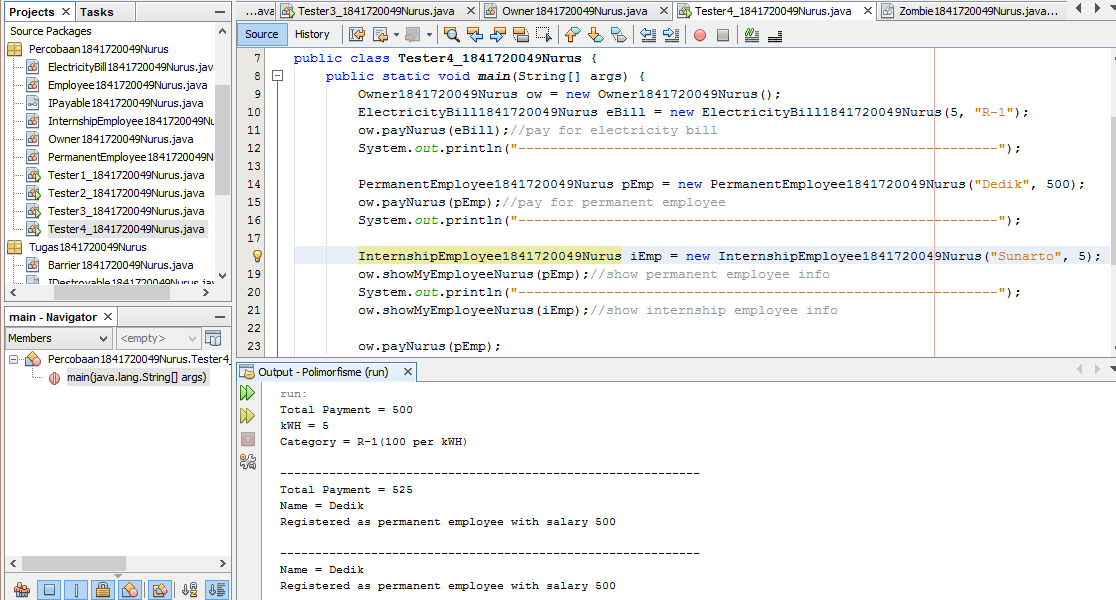 Projects
Tasks
Source Packages
Percobaan1841720049Nurus
ElectricityBill1841720049Nurus.jav
Employee1841720049Nurus.java
IPayable1841720049Nurus.java
InternshipEmployee1841720049Nu
Owner1841720049Nurus.java
PermanentEmployee1841720049N
Tester1_1841720049Nurus.java
Tester2_1841720049Nurus.java
Tester3_1841720049Nurus.java
Tester4_1841720049Nurus.java
Tugas1841720049Nurus
Barrier1841720049Nurus.java
IDestroyable1841720049Nurus.jav
main - Navigator
Members
<empty>
Percobaan1841720049Nurus.Tester4_
main(java.lang.String[] args)
...ava
Tester3_1841720049Nurus.java
Owner1841720049Nurus.java
Tester4_1841720049Nurus.java
Zombie1841720049Nurus.java...
Source
History
7 public class Tester4_1841720049Nurus {
8 public static void main(String[] args) {
9 Owner1841720049Nurus ow = new Owner1841720049Nurus();
10 ElectricityBill1841720049Nurus eBill = new ElectricityBill1841720049Nurus(5, "R-1");
11 ow.payNurus(eBill);//pay for electricity bill
12 System.out.println("------------------------------------------------------------");
13
14 PermanentEmployee1841720049Nurus pEmp = new PermanentEmployee1841720049Nurus("Dedik", 500);
15 ow.payNurus(pEmp);//pay for permanent employee
16 System.out.println("------------------------------------------------------------");
17
InternshipEmployee1841720049Nurus iEmp = new InternshipEmployee1841720049Nurus("Sunarto", 5);
19 ow.showMyEmployeeNurus(pEmp);//show permanent employee info
20 System.out.println("------------------------------------------------------------");
21 ow.showMyEmployeeNurus(iEmp);//show internship employee info
22
23 ow.payNurus(pEmp);
Output - Polimorfisme (run)
run:
Total Payment = 500
kWH = 5
Category = R-1(100 per kWH)
------------------------------------------------------------
Total Payment = 525
Name = Dedik
Registered as permanent employee with salary 500
------------------------------------------------------------
Name = Dedik
Registered as permanent employee with salary 500